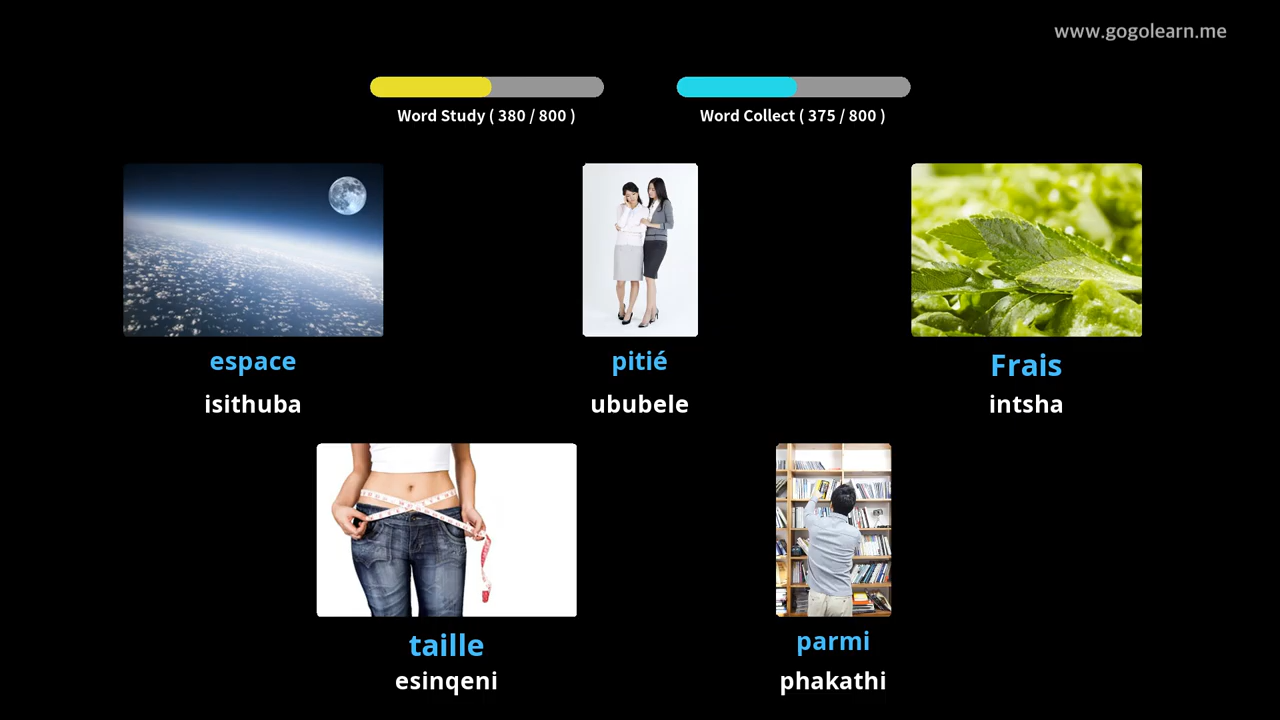 www.gogolearn.me
Word Study ( 380 / 800 )
Word Collect ( 375 / 800 )
espace
isithuba
pitié
ububele
Frais
intsha
taille
esinqeni
parmi
phakathi